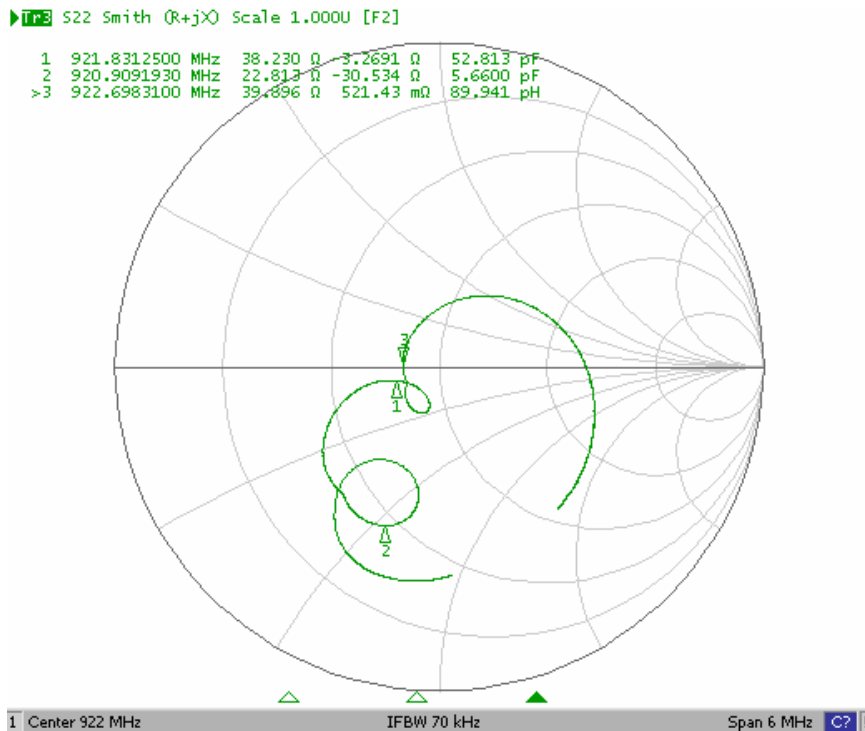 Tr3 S22 Smith (R+jX) Scale 1.000U [F2]
1 921.8312500 MHz 38.230 Ω -3.2691 Ω 52.813 pF
2 920.9091930 MHz 22.813 Ω -30.534 Ω 5.6600 pF
>3 922.6983100 MHz 39.896 Ω 521.43 mΩ 89.941 pH
3
1
2
1 Center 922 MHz IFBW 70 kHz Span 6 MHz C?